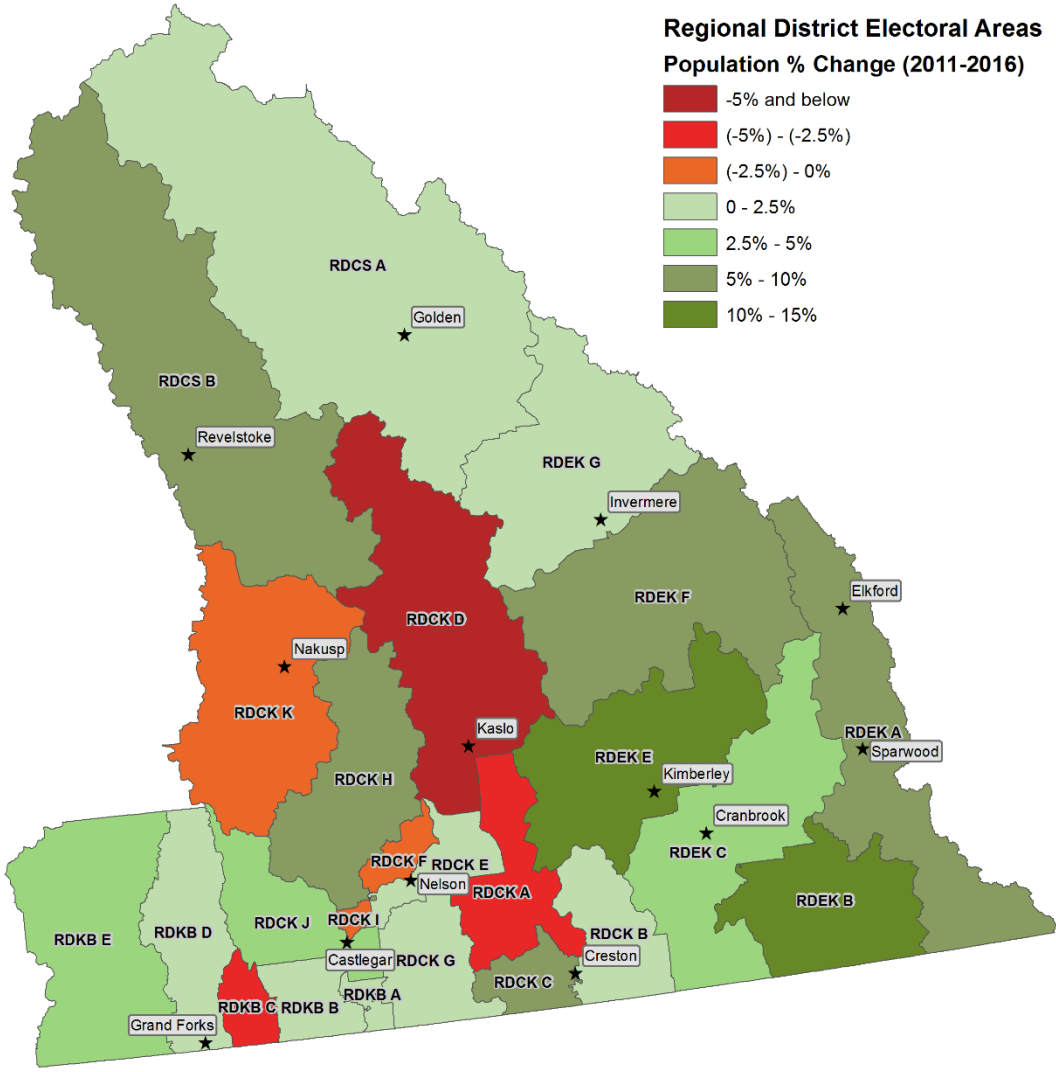 Regional District Electoral Areas
Population % Change (2011-2016)
-5% and below
(-5%) - (-2.5%)
(-2.5%) - 0%
0 - 2.5%
2.5% - 5%
5% - 10%
10% - 15%
RDCS A
Golden
RDCS B
Revelstoke
RDEK G
Invermere
RDEK F
Elkford
RDCK D
Nakusp
RDCK K
Kaslo
RDEK A
Sparwood
RDEK E
RDCK H
Kimberley
Cranbrook
RDEK C
RDCK F
RDCK E
Nelson
RDCK A
RDEK B
RDCK I
RDCK J
RDKB D
RDKB E
RDCK B
Castlegar
RDCK G
Creston
RDCK C
RDKB A
RDKB C
RDKB B
Grand Forks